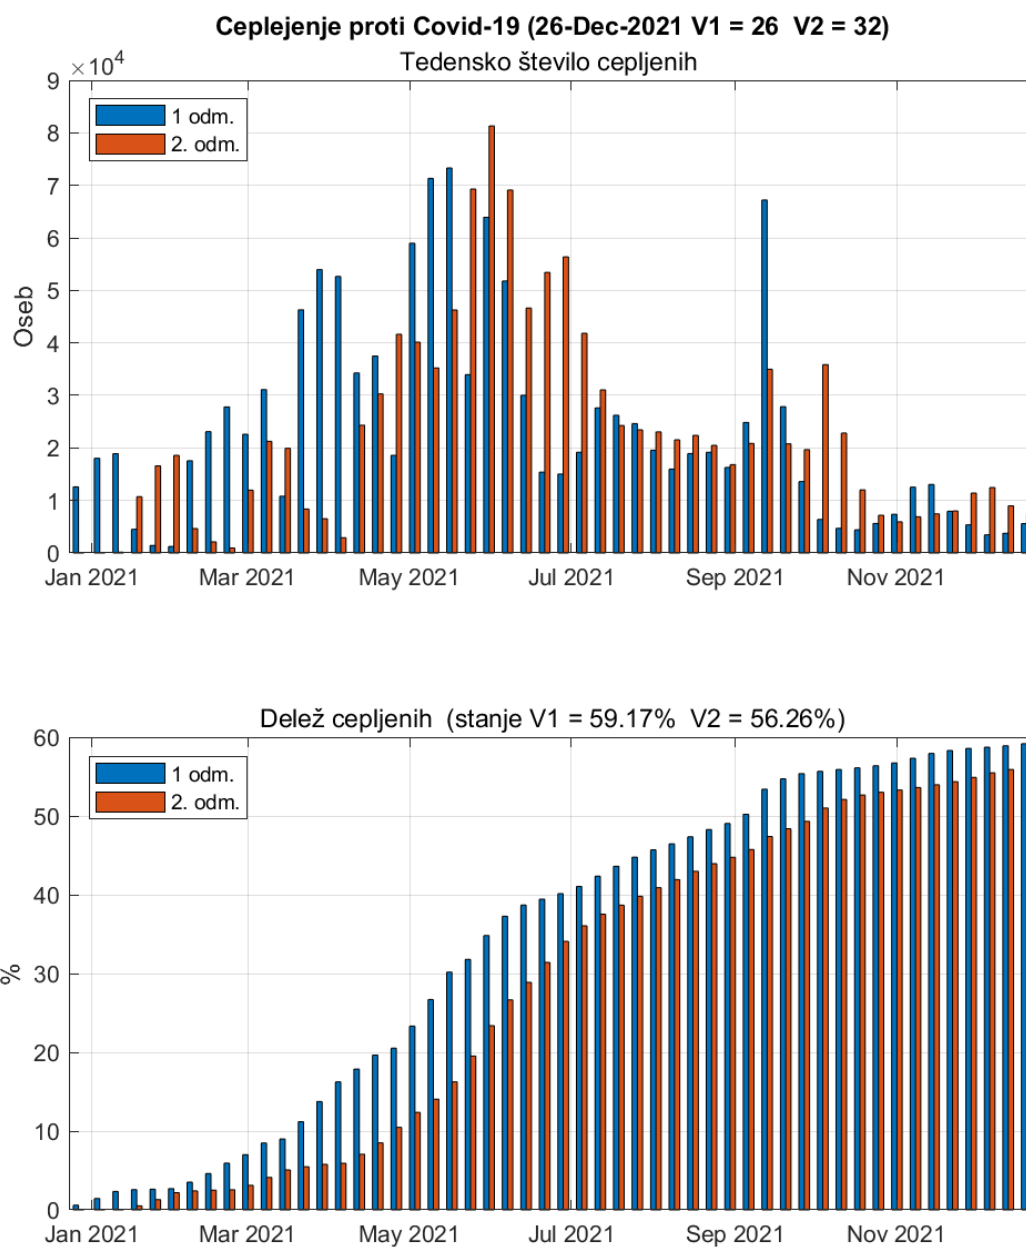 Ceplejenje proti Covid-19 (26-Dec-2021 V1 = 26 V2 = 32)
Tedensko število cepljenih
×10⁴
1 odm.
2. odm.
9
8
7
6
5
4
3
2
1
0
Oseb
Jan 2021 Mar 2021 May 2021 Jul 2021 Sep 2021 Nov 2021
Delež cepljenih (stanje V1 = 59.17% V2 = 56.26%)
1 odm.
2. odm.
60
50
40
30
20
10
0
%
Jan 2021 Mar 2021 May 2021 Jul 2021 Sep 2021 Nov 2021